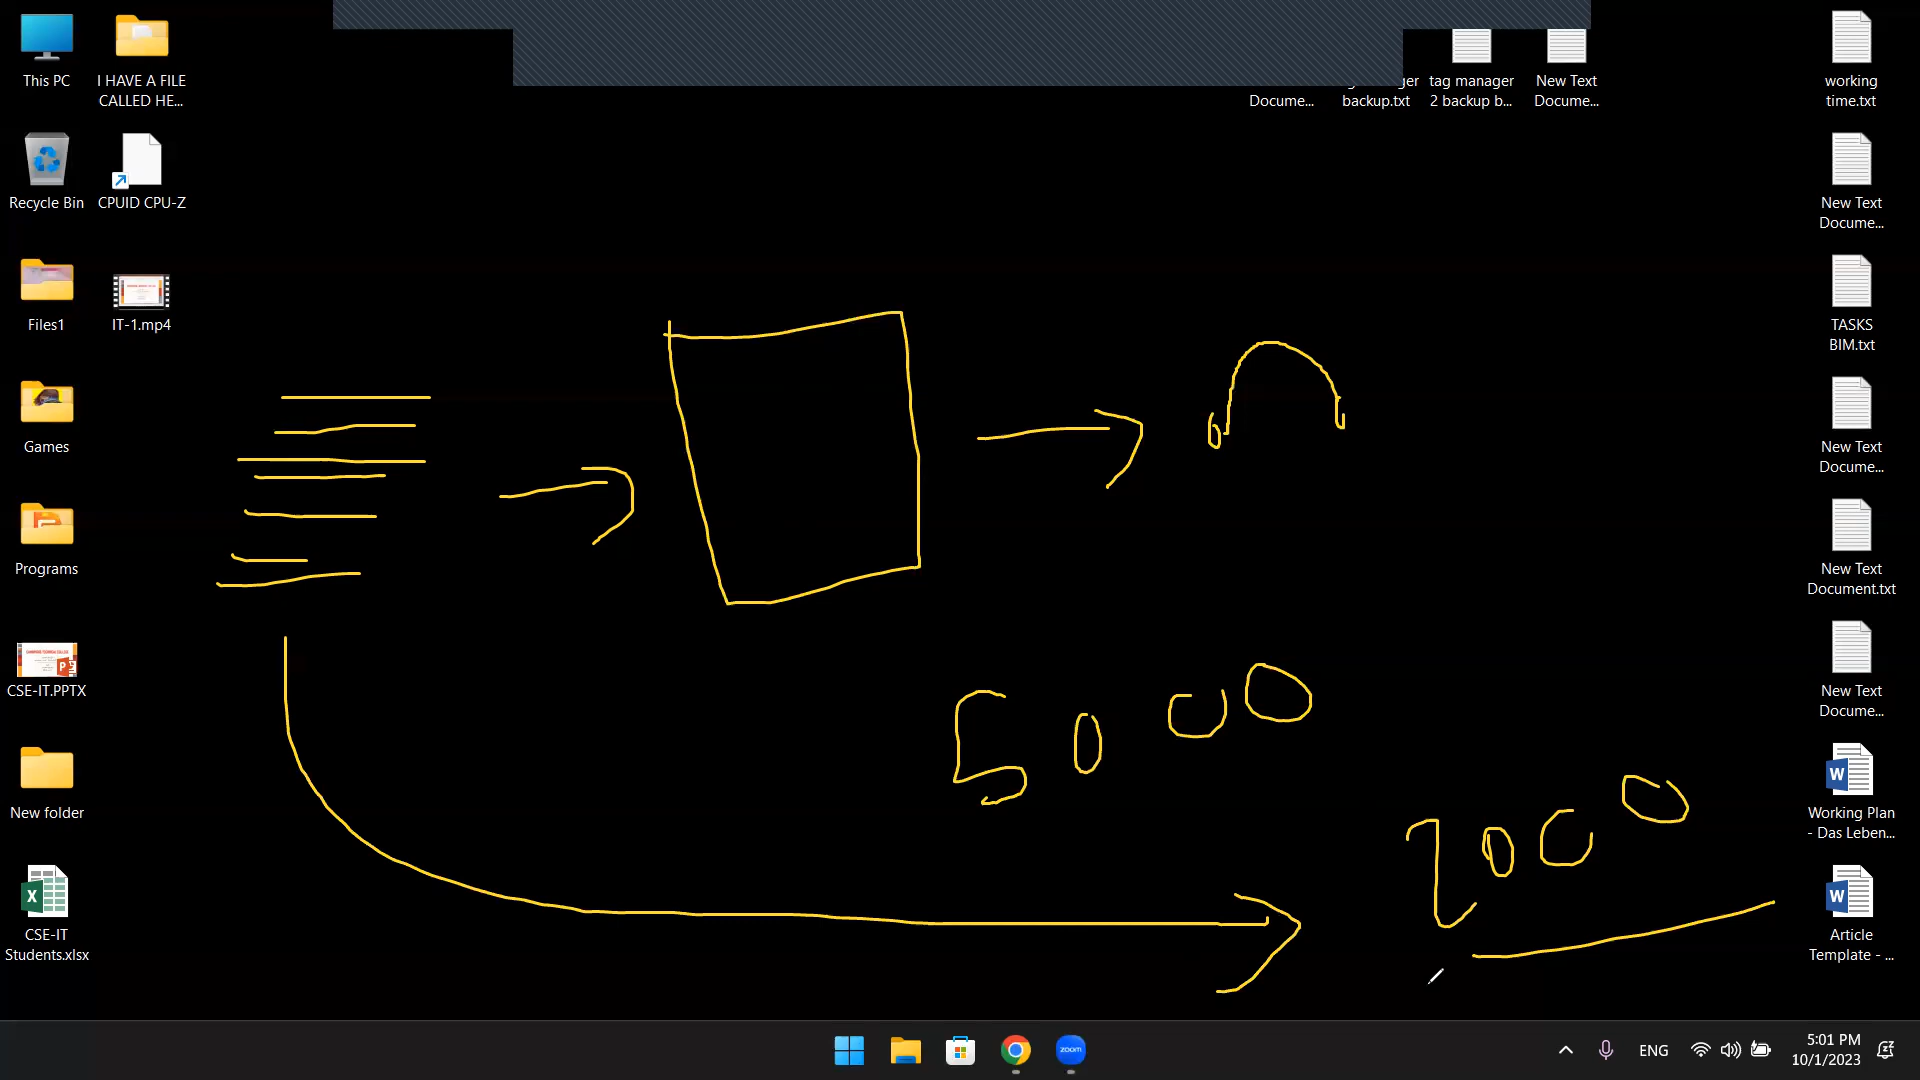 This PC
I HAVE A FILE
CALLED HE...
Recycle Bin
CPUID CPU-Z
Files1
IT-1.mp4
Games
Programs
CSE-IT.PPTX
New folder
CSE-IT
Students.xlsx
Docume...
backup.txt
tag manager
2 backup b...
New Text
Docume...
working
time.txt
New Text
Docume...
TASKS
BIM.txt
New Text
Docume...
New Text
Document.txt
New Text
Docume...
Working Plan
- Das Leben...
Article
Template - ...
5000
2000
zoom
ENG
5:01 PM
10/1/2023